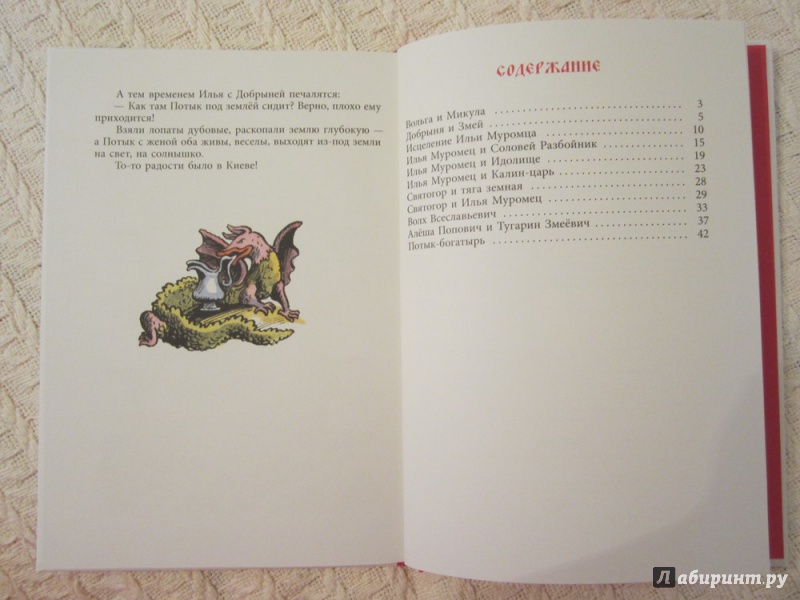 А тем временем Илья с Добрыней печалятся:
— Как там Потык под землёй сидит? Верно, плохо ему
приходится!
Взяли лопаты дубовые, раскопали землю глубокую —
а Потык с женой оба живы, веселы, выходят из-под земли
на свет, на солнышко.
То-то радости было в Киеве!
СОДЕРЖАНИЕ
Вольга и Микула 3
Добрыня и Змей 5
Исцеление Ильи Муромца 10
Илья Муромец и Соловей Разбойник 15
Илья Муромец и Идолище 19
Илья Муромец и Калин-царь 23
Святогор и тяга земная 28
Святогор и Илья Муромец 29
Волх Всеславьевич 33
Алёша Попович и Тугарин Змеёвич 37
Потык-богатырь 42
Лабиринт.ру